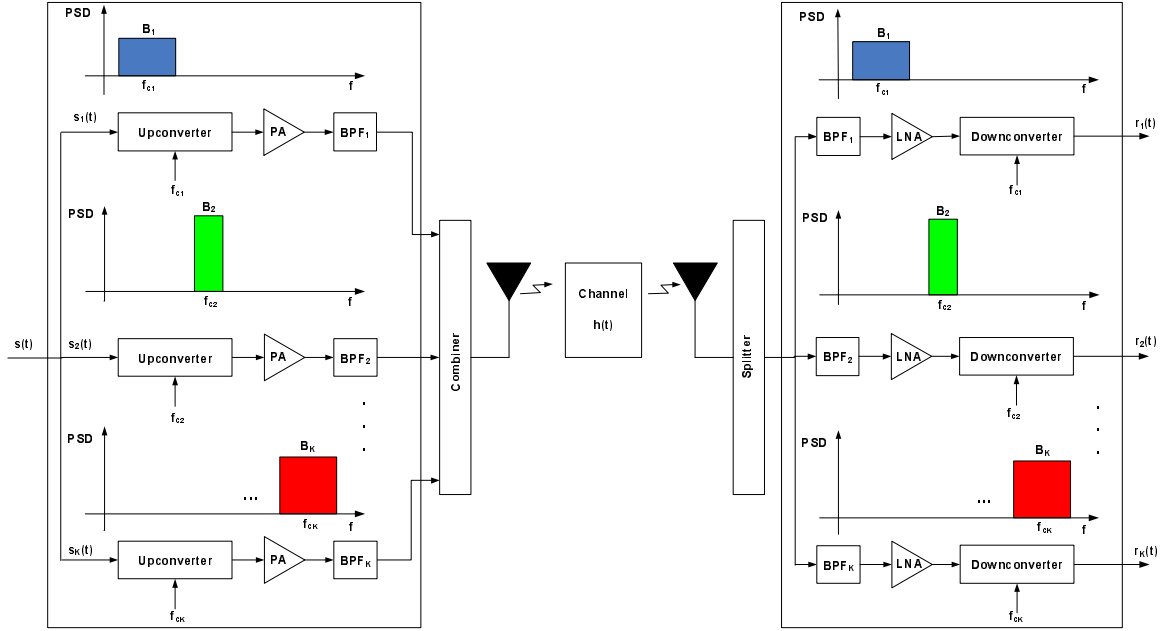 PSD
B1
fc1
f
s1(t)
Upconverter
PA
BPF1
fc1
PSD
B2
fc2
f
s(t)
s2(t)
Upconverter
PA
BPF2
fc2
.
.
.
PSD
BK
...
fcK
f
sK(t)
Upconverter
PA
BPFK
fcK
Combiner
Channel
h(t)
Splitter
PSD
B1
fc1
f
BPF1
LNA
Downconverter
r1(t)
fc1
PSD
B2
fc2
f
BPF2
LNA
Downconverter
r2(t)
fc2
.
.
.
PSD
BK
...
fcK
f
BPFK
LNA
Downconverter
rK(t)
fcK